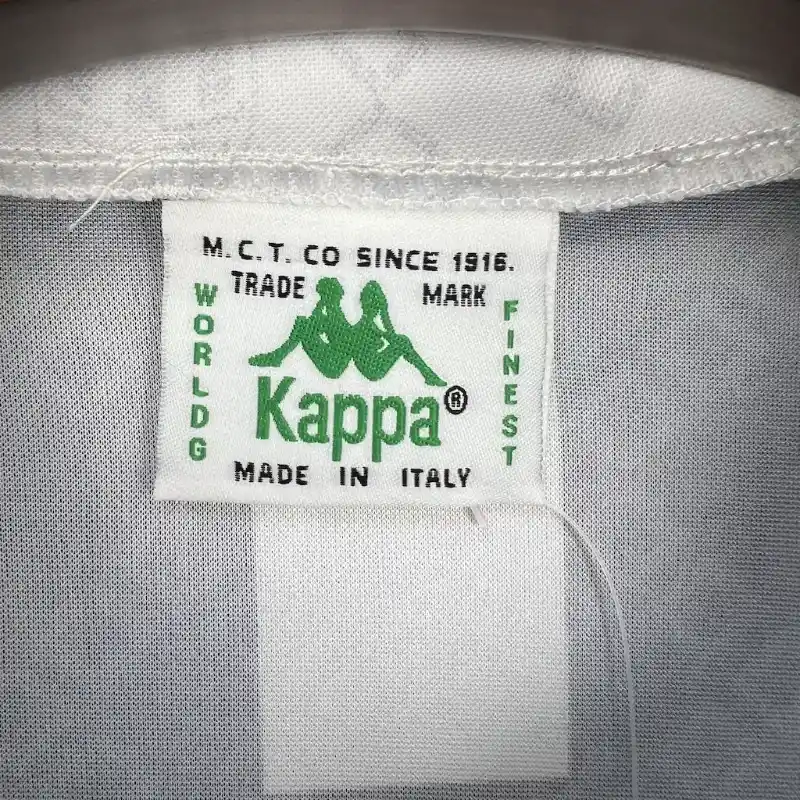 M.C.T. CO SINCE 1916.
TRADE MARK
WORLDG
FINEST
Kappa®
MADE IN ITALY